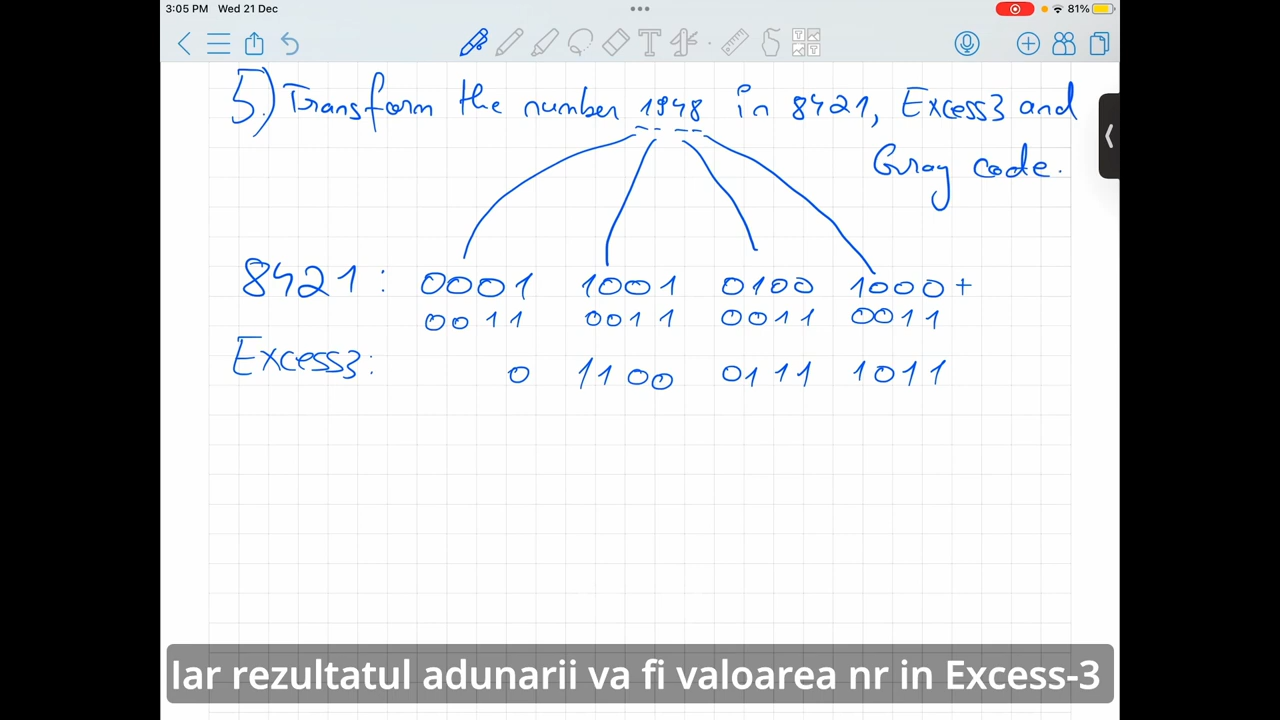 3:05 PM Wed 21 Dec
81%
5.) Transform the number 1948 in 8421, Excess3 and
Gray code.
8421: 0001 1001 0100 1000 +
0011 0011 0011 0011
Excess3: 0 1100 0111 1011
Iar rezultatul adunarii va fi valoarea nr in Excess-3